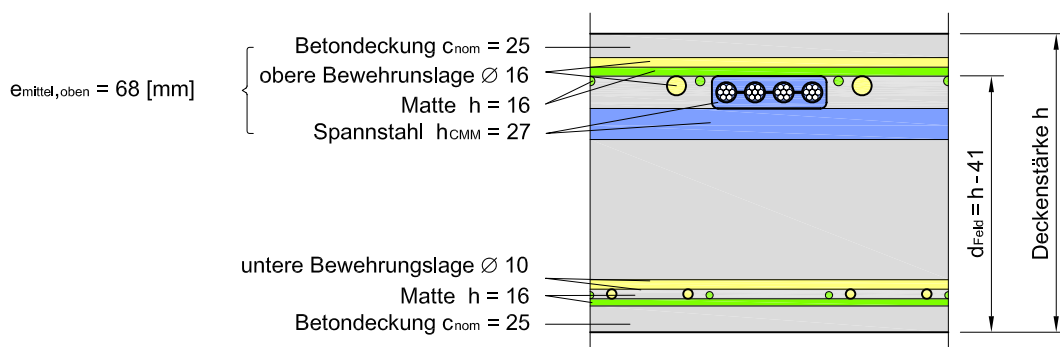 Betondeckung cnom = 25
obere Bewehrunslage ∅ 16
emittel,oben = 68 [mm]
Matte h = 16
Spannstahl hCMM = 27
untere Bewehrungslage ∅ 10
Matte h = 16
Betondeckung cnom = 25
dFeld = h - 41
Deckenstärke h